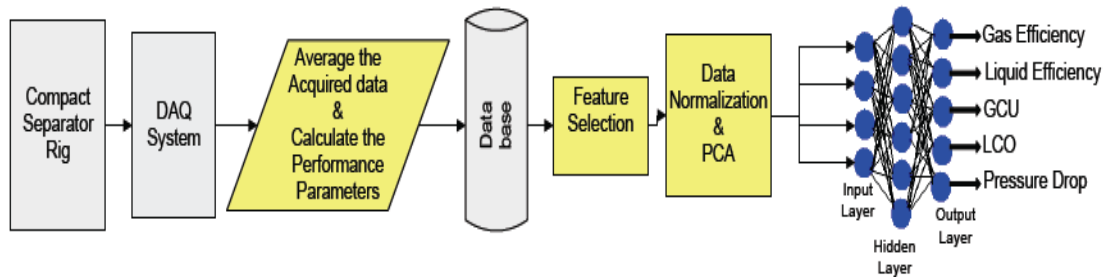 Compact
Separator
Rig
DAQ
System
Average the
Acquired data
&
Calculate the
Performance
Parameters
Data
base
Feature
Selection
Data
Normalization
&
PCA
Input
Layer
Hidden
Layer
Output
Layer
Gas Efficiency
Liquid Efficiency
GCU
LCO
Pressure Drop